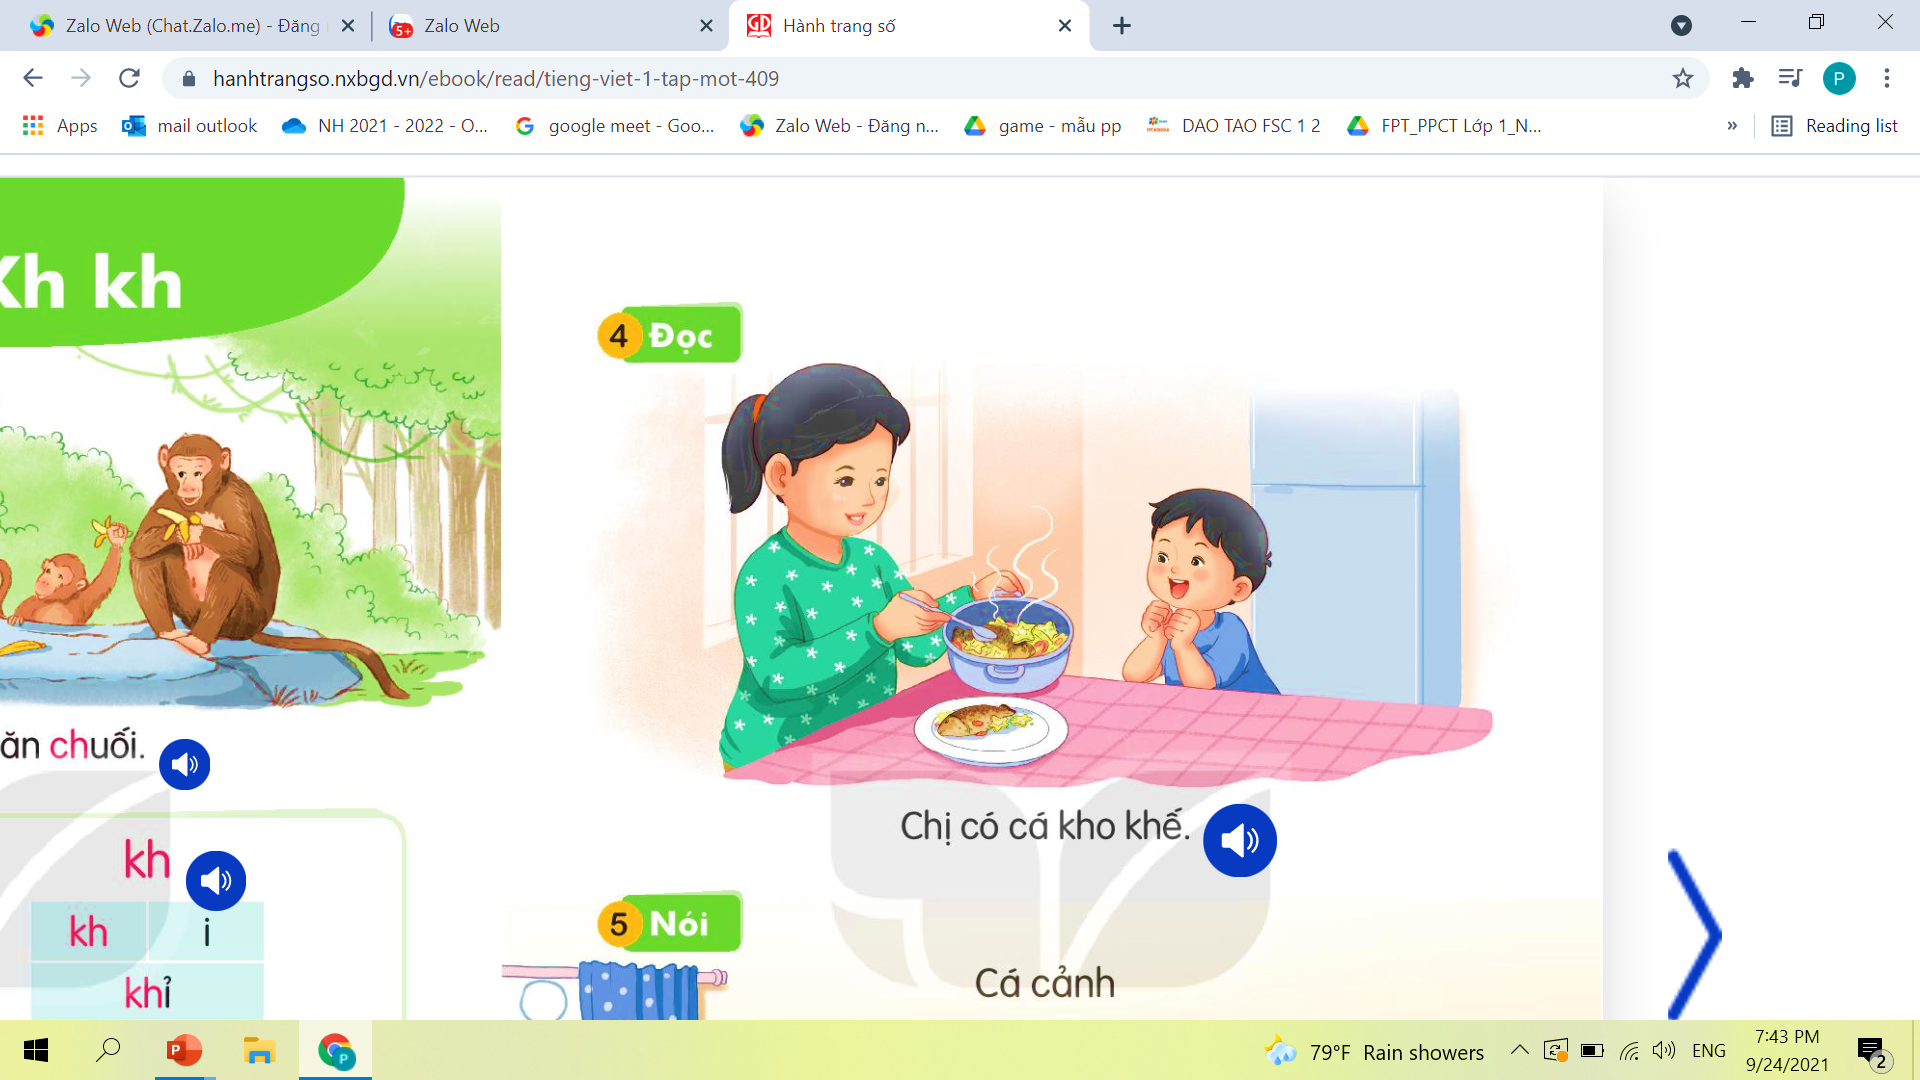 Zalo Web (Chat.Zalo.me) - Đăng
5+
Zalo Web
Hành trang số
hanhtrangso.nxbgd.vn/ebook/read/tieng-viet-1-tap-mot-409
P
Apps
mail outlook
NH 2021 - 2022 - O...
google meet - Goo...
Zalo Web - Đăng n...
game - mẫu pp
DAO TAO FSC 1 2
FPT_PPCT Lớp 1_N...
»
Reading list
Kh kh
ăn chuối.
kh
kh i
khỉ
4 Đọc
Chị có cá kho khế.
5 Nói
Cá cảnh
79°F Rain showers
ENG
7:43 PM
9/24/2021
2